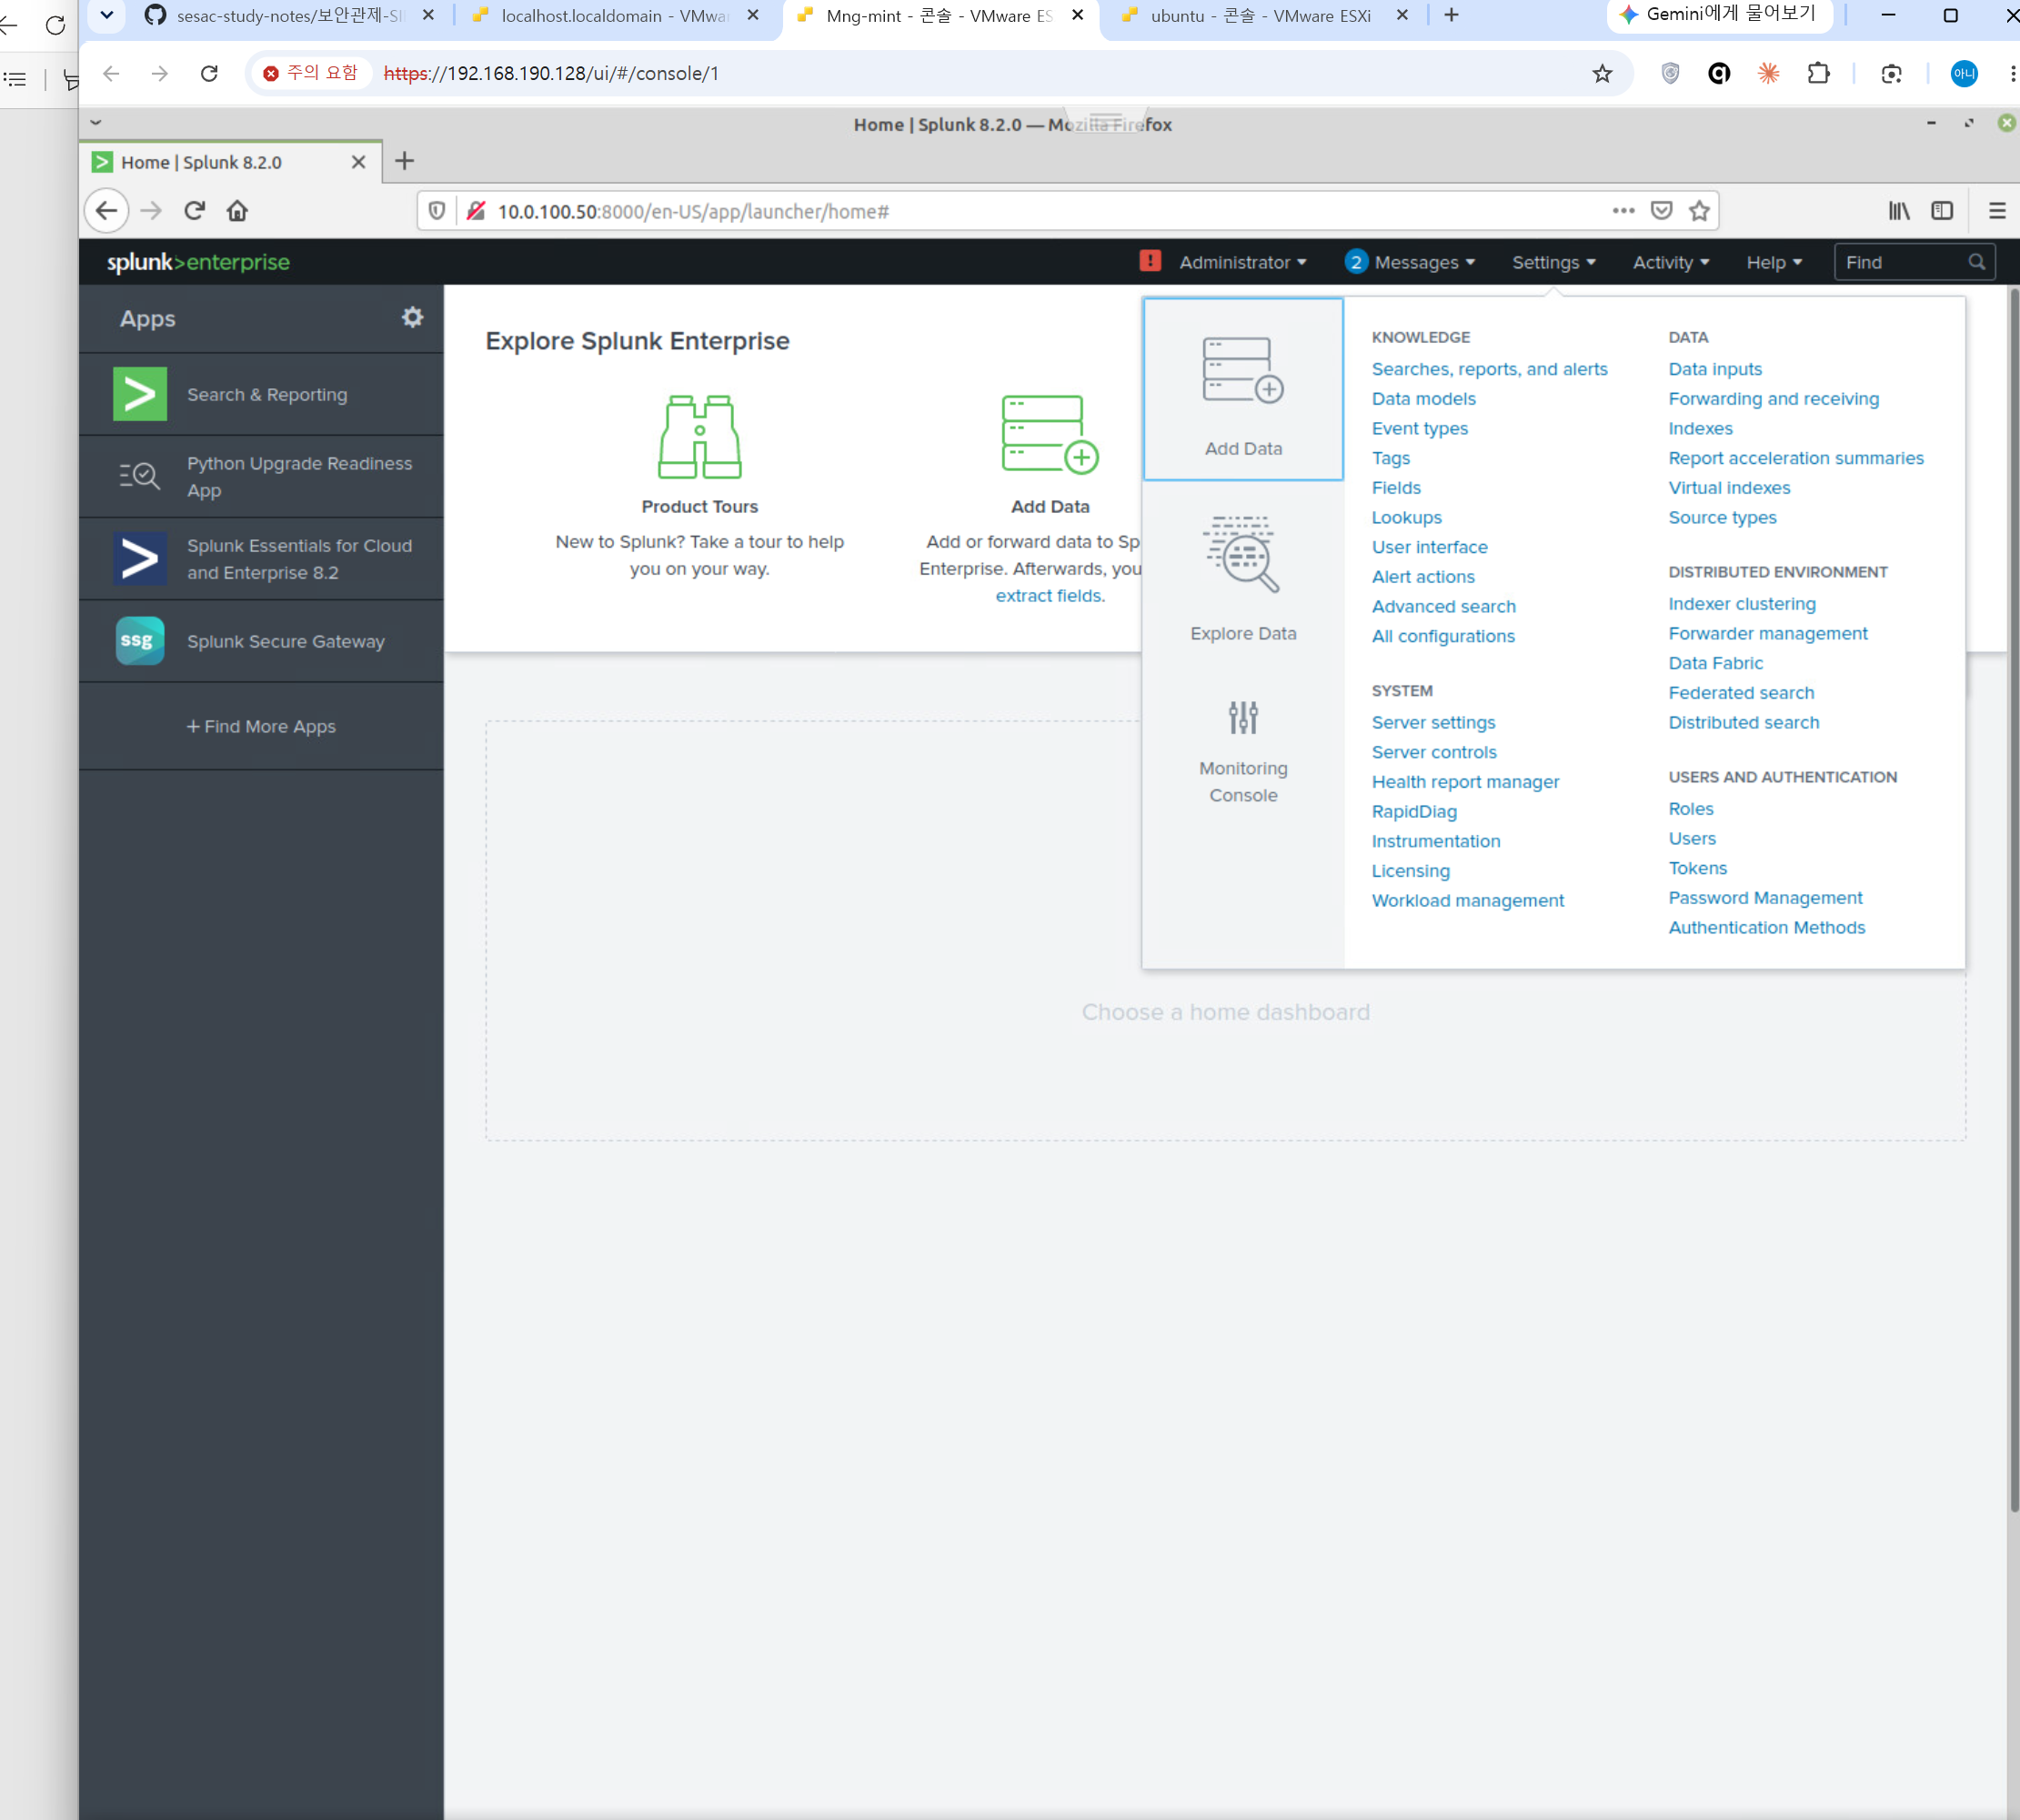 sesac-study-notes/보안관제-SI
localhost.localdomain - VMwa
Mng-mint - 콘솔 - VMware ES
ubuntu - 콘솔 - VMware ESXi
Gemini에게 물어보기
주의 요함
https://192.168.190.128/ui/#/console/1
아니
Home | Splunk 8.2.0 — Mozilla Firefox
Home | Splunk 8.2.0
10.0.100.50:8000/en-US/app/launcher/home#
splunk>enterprise
Administrator
2 Messages
Settings
Activity
Help
Find
Apps
Search & Reporting
Python Upgrade Readiness
App
Splunk Essentials for Cloud
and Enterprise 8.2
ssg
Splunk Secure Gateway
+ Find More Apps
Explore Splunk Enterprise
Product Tours
New to Splunk? Take a tour to help
you on your way.
Add Data
Add or forward data to Sp
Enterprise. Afterwards, you
extract fields.
Add Data
Explore Data
Monitoring
Console
KNOWLEDGE
Searches, reports, and alerts
Data models
Event types
Tags
Fields
Lookups
User interface
Alert actions
Advanced search
All configurations
SYSTEM
Server settings
Server controls
Health report manager
RapidDiag
Instrumentation
Licensing
Workload management
DATA
Data inputs
Forwarding and receiving
Indexes
Report acceleration summaries
Virtual indexes
Source types
DISTRIBUTED ENVIRONMENT
Indexer clustering
Forwarder management
Data Fabric
Federated search
Distributed search
USERS AND AUTHENTICATION
Roles
Users
Tokens
Password Management
Authentication Methods
Choose a home dashboard